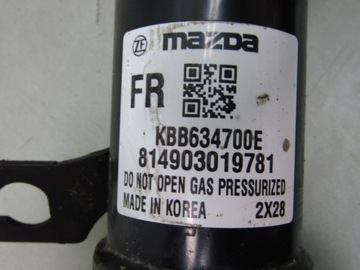 ZF mazda
FR
KBB634700E
814903019781
DO NOT OPEN GAS PRESSURIZED
MADE IN KOREA 2X28